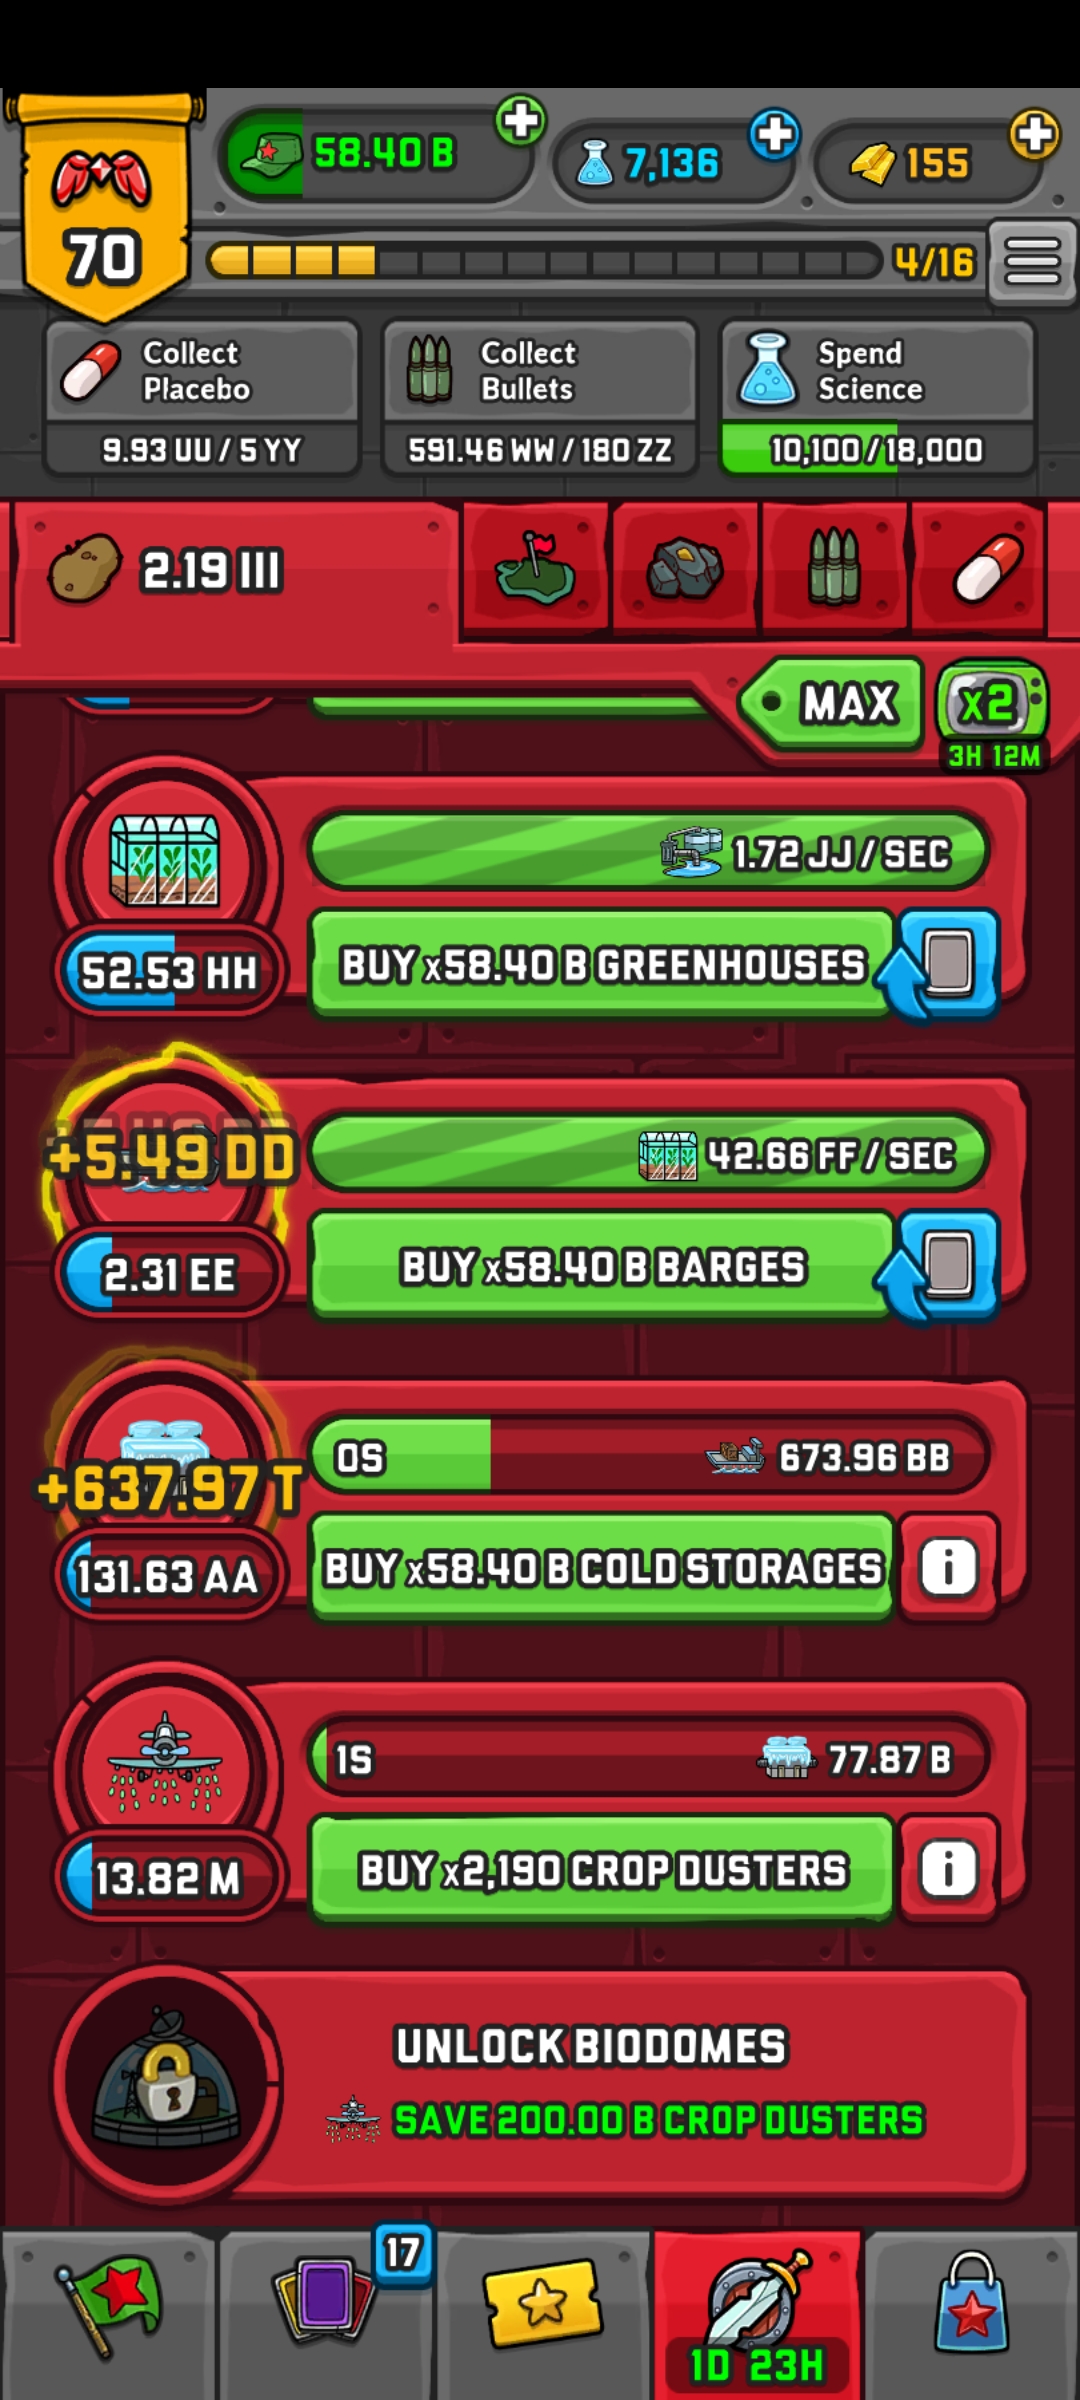 58.40 B
7,136
155
70
4/16
Collect
Placebo
9.93 UU / 5 YY
Collect
Bullets
591.46 WW / 180 ZZ
Spend
Science
10,100 / 18,000
2.19 III
MAX
x2
3H 12M
1.72 JJ / SEC
52.53 HH
BUY x58.40 B GREENHOUSES
+5.49 DD
42.66 FF / SEC
2.31 EE
BUY x58.40 B BARGES
+637.97 T
0S
673.96 BB
131.63 AA
BUY x58.40 B COLD STORAGES
i
1S
77.87 B
13.82 M
BUY x2,190 CROP DUSTERS
i
UNLOCK BIODOMES
SAVE 200.00 B CROP DUSTERS
17
1D 23H